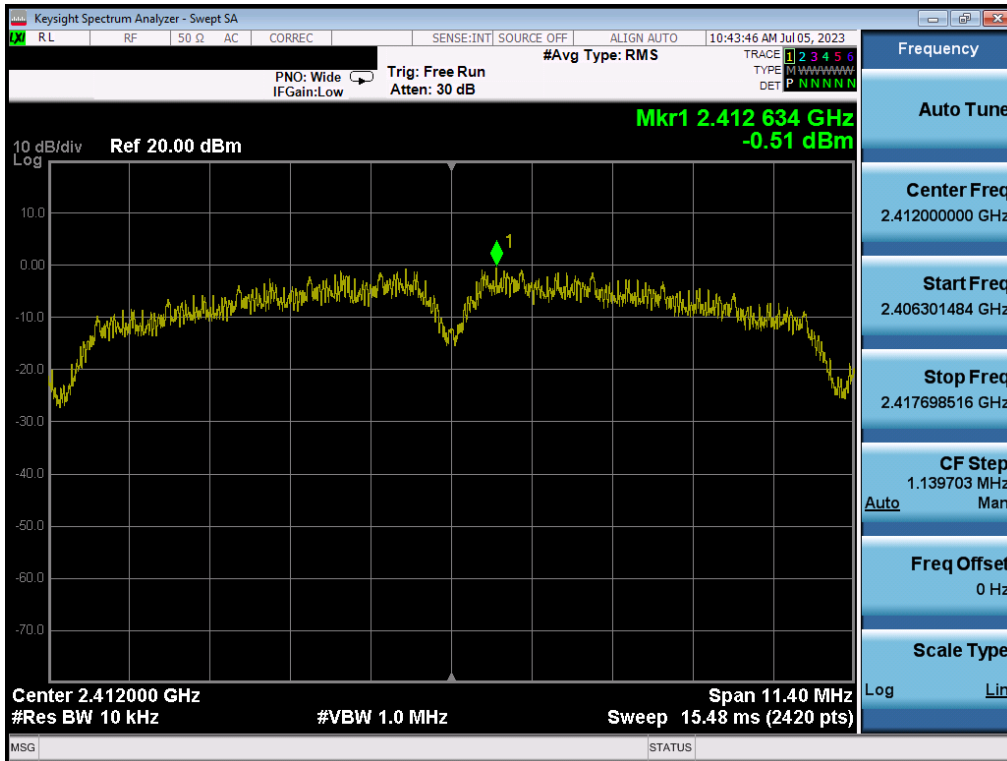 Keysight Spectrum Analyzer - Swept SA
LXI RL RF 50 Ω AC CORREC SENSE:INT SOURCE OFF ALIGN AUTO 10:43:46 AM Jul 05, 2023
#Avg Type: RMS
TRACE 1 2 3 4 5 6
TYPE M WWWWW
DET P N N N N N
PNO: Wide
IFGain:Low
Trig: Free Run
Atten: 30 dB
Mkr1 2.412 634 GHz
-0.51 dBm
10 dB/div Ref 20.00 dBm
Log
10.0
1
0.00
-10.0
-20.0
-30.0
-40.0
-50.0
-60.0
-70.0
Center 2.412000 GHz Span 11.40 MHz
#Res BW 10 kHz #VBW 1.0 MHz Sweep 15.48 ms (2420 pts)
MSG STATUS
Frequency
Auto Tune
Center Freq
2.412000000 GHz
Start Freq
2.406301484 GHz
Stop Freq
2.417698516 GHz
CF Step
1.139703 MHz
Auto Man
Freq Offset
0 Hz
Scale Type
Log Lin